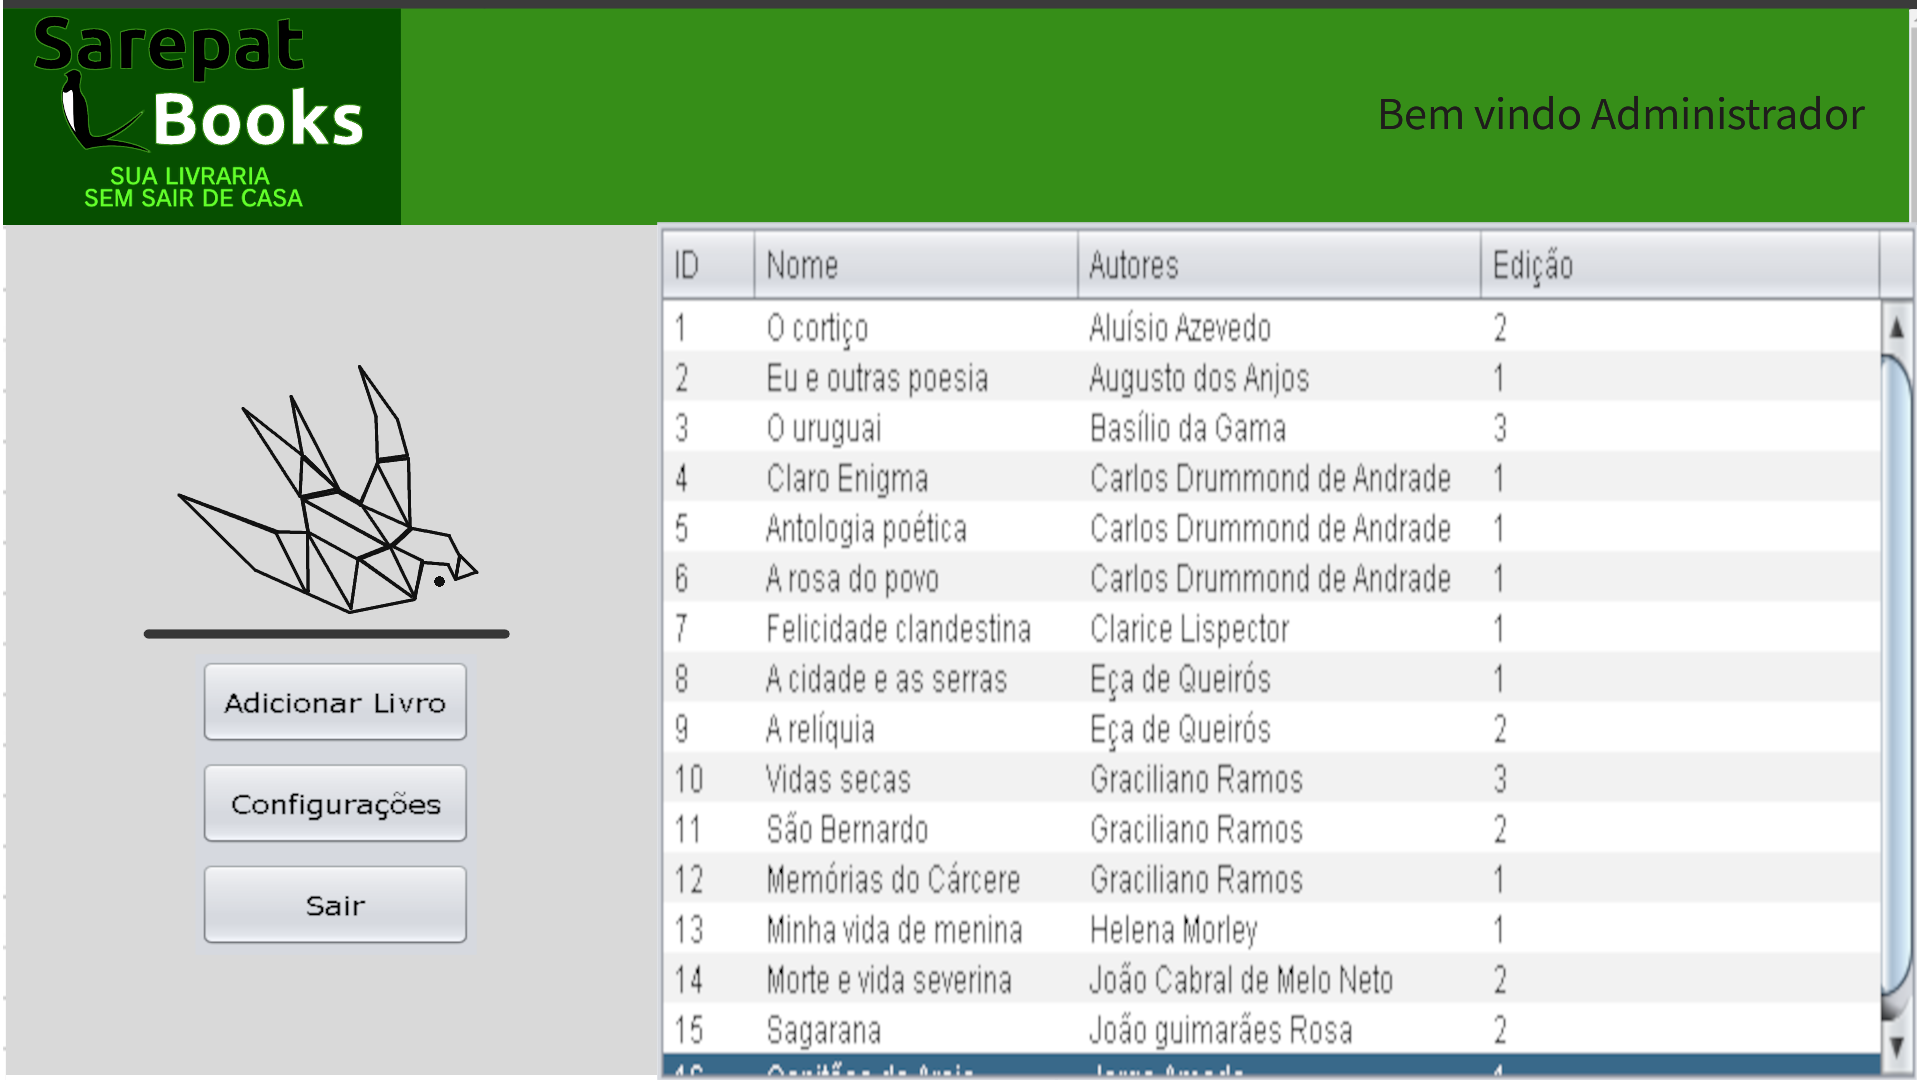 Sarepat
Books
SUA LIVRARIA
SEM SAIR DE CASA
Bem vindo Administrador
Adicionar Livro
Configurações
Sair
ID Nome Autores Edição
1 O cortiço Aluísio Azevedo 2
2 Eu e outras poesia Augusto dos Anjos 1
3 O uruguai Basílio da Gama 3
4 Claro Enigma Carlos Drummond de Andrade 1
5 Antologia poética Carlos Drummond de Andrade 1
6 A rosa do povo Carlos Drummond de Andrade 1
7 Felicidade clandestina Clarice Lispector 1
8 A cidade e as serras Eça de Queirós 1
9 A relíquia Eça de Queirós 2
10 Vidas secas Graciliano Ramos 3
11 São Bernardo Graciliano Ramos 2
12 Memórias do Cárcere Graciliano Ramos 1
13 Minha vida de menina Helena Morley 1
14 Morte e vida severina João Cabral de Melo Neto 2
15 Sagarana João guimarães Rosa 2